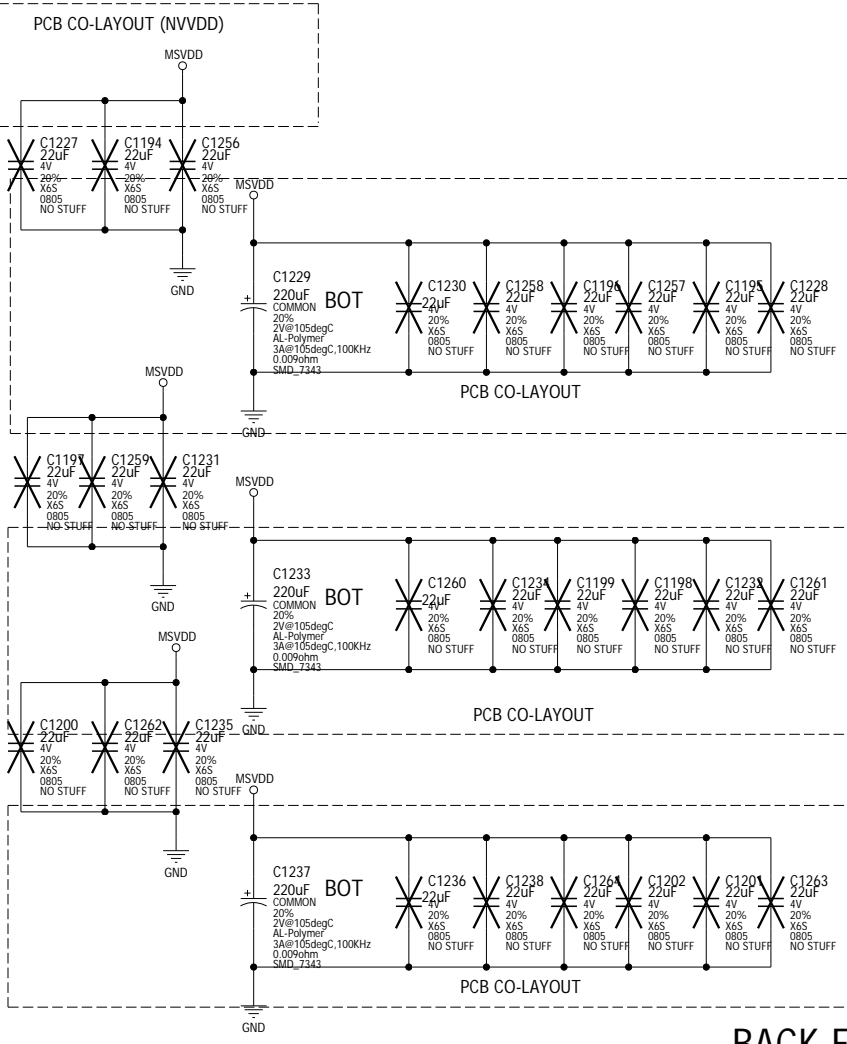 PCB CO-LAYOUT (NVVDD)
MSVDD
C1227
22uF
4V
20%
X6S
0805
NO STUFF
C1194
22uF
4V
20%
X6S
0805
NO STUFF
C1256
22uF
4V
20%
X6S
0805
NO STUFF
GND
MSVDD
C1229
220uF
COMMON
20%
2V@105degC
AL-Polymer
3A@105degC,100KHz
0.009ohm
SMD_7343
BOT
C1230
22uF
4V
20%
X6S
0805
NO STUFF
C1258
22uF
4V
20%
X6S
0805
NO STUFF
C1196
22uF
4V
20%
X6S
0805
NO STUFF
C1257
22uF
4V
20%
X6S
0805
NO STUFF
C1195
22uF
4V
20%
X6S
0805
NO STUFF
C1228
22uF
4V
20%
X6S
0805
NO STUFF
PCB CO-LAYOUT
GND
MSVDD
C1197
22uF
4V
20%
X6S
0805
NO STUFF
C1259
22uF
4V
20%
X6S
0805
NO STUFF
C1231
22uF
4V
20%
X6S
0805
NO STUFF
GND
MSVDD
C1233
220uF
COMMON
20%
2V@105degC
AL-Polymer
3A@105degC,100KHz
0.009ohm
SMD_7343
BOT
C1260
22uF
4V
20%
X6S
0805
NO STUFF
C1234
22uF
4V
20%
X6S
0805
NO STUFF
C1199
22uF
4V
20%
X6S
0805
NO STUFF
C1198
22uF
4V
20%
X6S
0805
NO STUFF
C1232
22uF
4V
20%
X6S
0805
NO STUFF
C1261
22uF
4V
20%
X6S
0805
NO STUFF
PCB CO-LAYOUT
GND
MSVDD
C1200
22uF
4V
20%
X6S
0805
NO STUFF
C1262
22uF
4V
20%
X6S
0805
NO STUFF
C1235
22uF
4V
20%
X6S
0805
NO STUFF
GND
MSVDD
C1237
220uF
COMMON
20%
2V@105degC
AL-Polymer
3A@105degC,100KHz
0.009ohm
SMD_7343
BOT
C1236
22uF
4V
20%
X6S
0805
NO STUFF
C1238
22uF
4V
20%
X6S
0805
NO STUFF
C1264
22uF
4V
20%
X6S
0805
NO STUFF
C1202
22uF
4V
20%
X6S
0805
NO STUFF
C1201
22uF
4V
20%
X6S
0805
NO STUFF
C1263
22uF
4V
20%
X6S
0805
NO STUFF
PCB CO-LAYOUT
GND
BACK